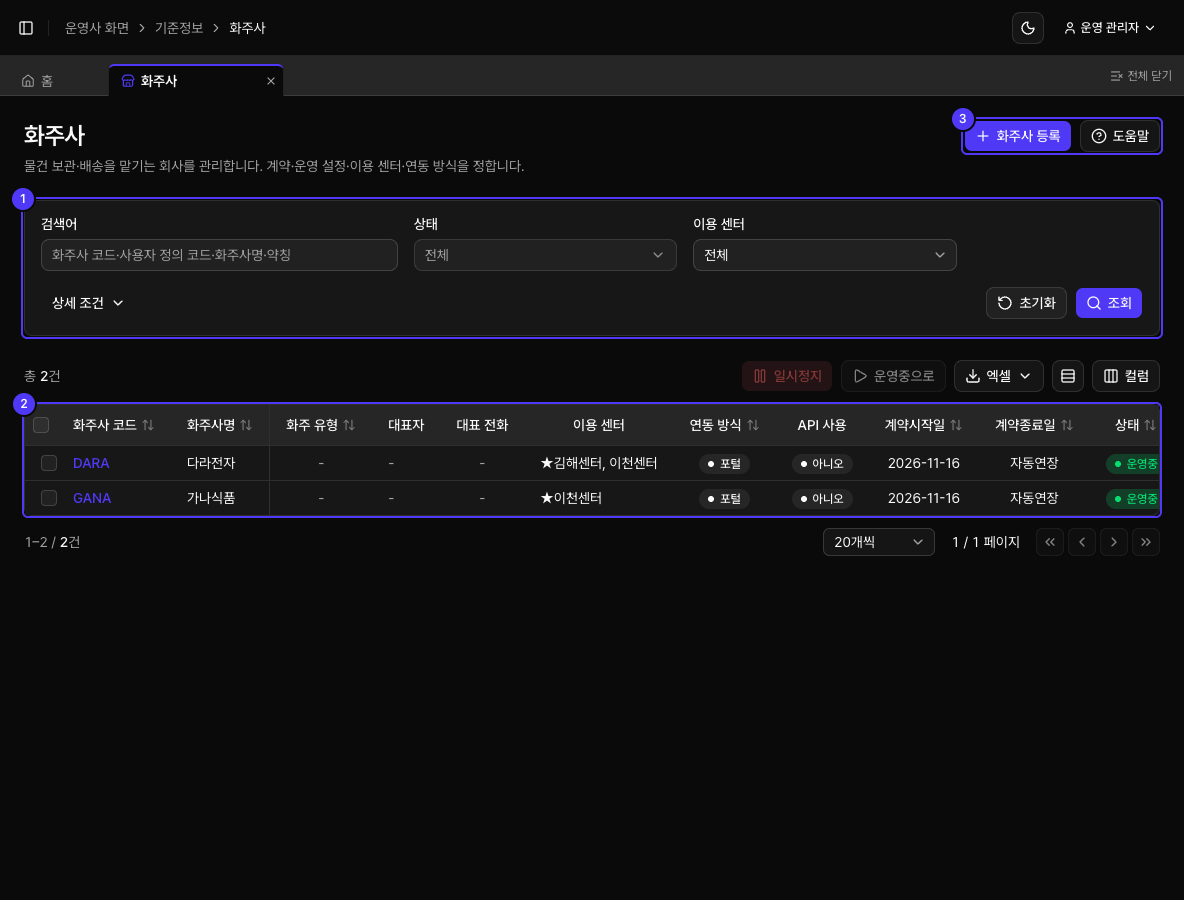 운영사 화면 > 기준정보 > 화주사
운영 관리자
홈
화주사
전체 닫기
화주사
물건 보관·배송을 맡기는 회사를 관리합니다. 계약·운영 설정·이용 센터·연동 방식을 정합니다.
3
화주사 등록
도움말
1
검색어
상태
이용 센터
화주사 코드·사용자 정의 코드·화주사명·약칭
전체
전체
상세 조건
초기화
조회
총 2건
일시정지
운영중으로
엑셀
컬럼
2
화주사 코드 화주사명 화주 유형 대표자 대표 전화 이용 센터 연동 방식 API 사용 계약시작일 계약종료일 상태
DARA 다라전자 - - - ★김해센터, 이천센터 포털 아니오 2026-11-16 자동연장 운영중
GANA 가나식품 - - - ★이천센터 포털 아니오 2026-11-16 자동연장 운영중
1–2 / 2건
20개씩
1 / 1 페이지